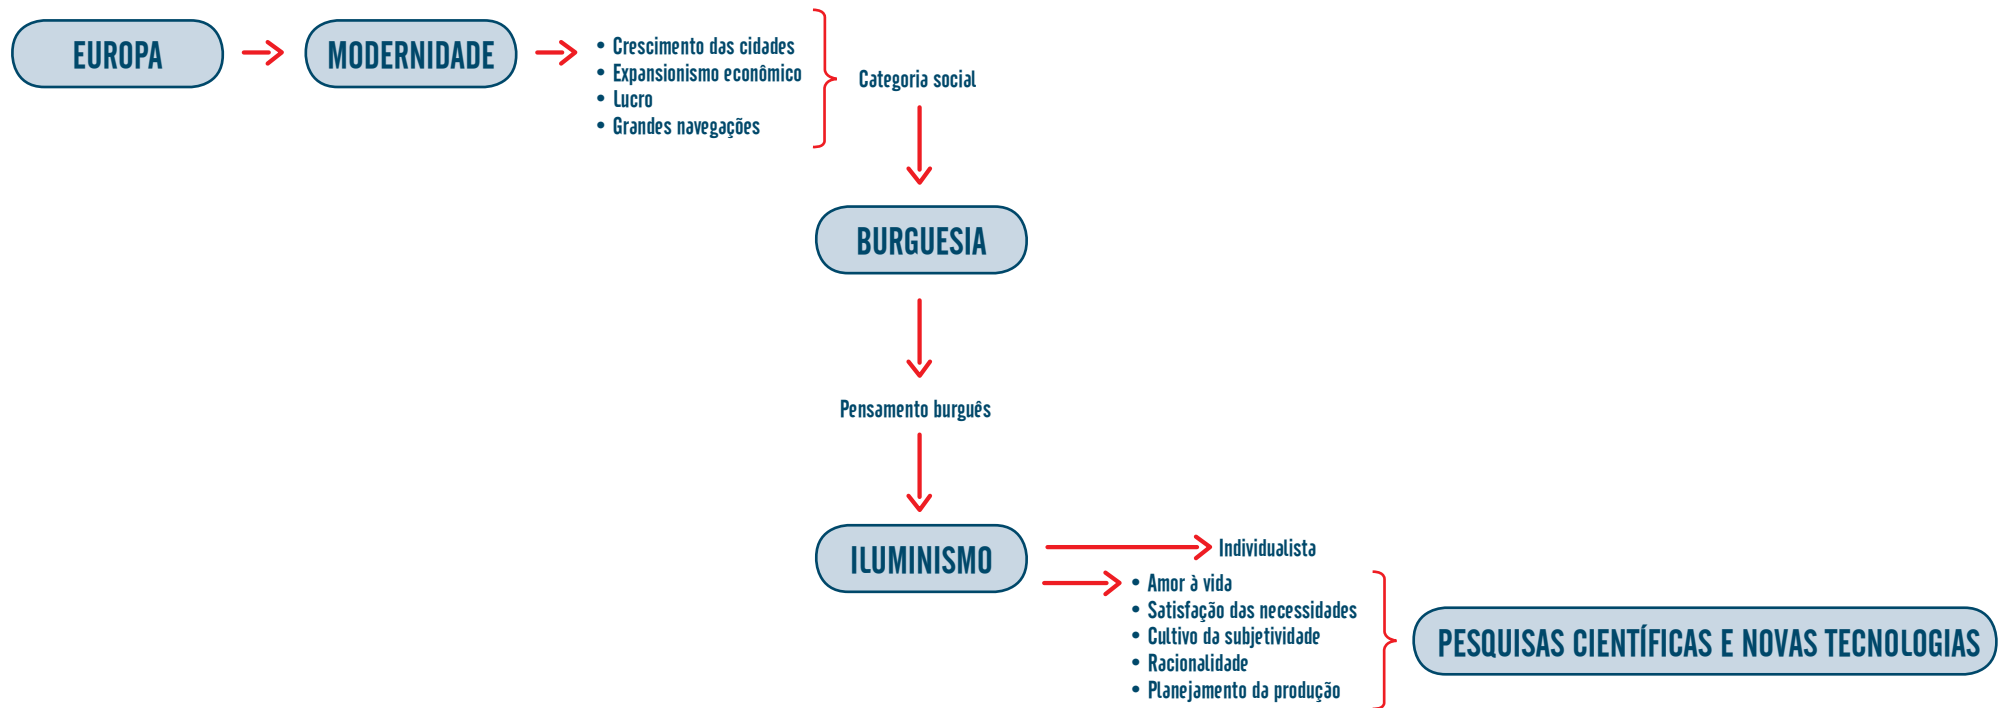 EUROPA
MODERNIDADE
• Crescimento das cidades
• Expansionismo econômico
• Lucro
• Grandes navegações
Categoria social
BURGUESIA
Pensamento burguês
ILUMINISMO
Individualista
• Amor à vida
• Satisfação das necessidades
• Cultivo da subjetividade
• Racionalidade
• Planejamento da produção
PESQUISAS CIENTÍFICAS E NOVAS TECNOLOGIAS